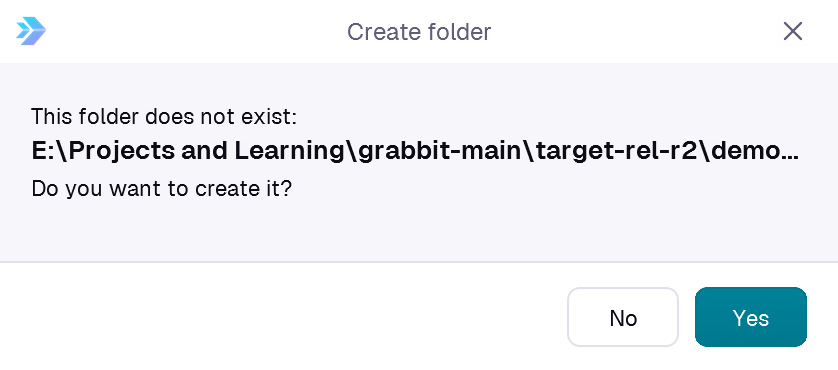 Create folder
This folder does not exist:
E:\Projects and Learning\grabbit-main\target-rel-r2\demo...
Do you want to create it?
No
Yes